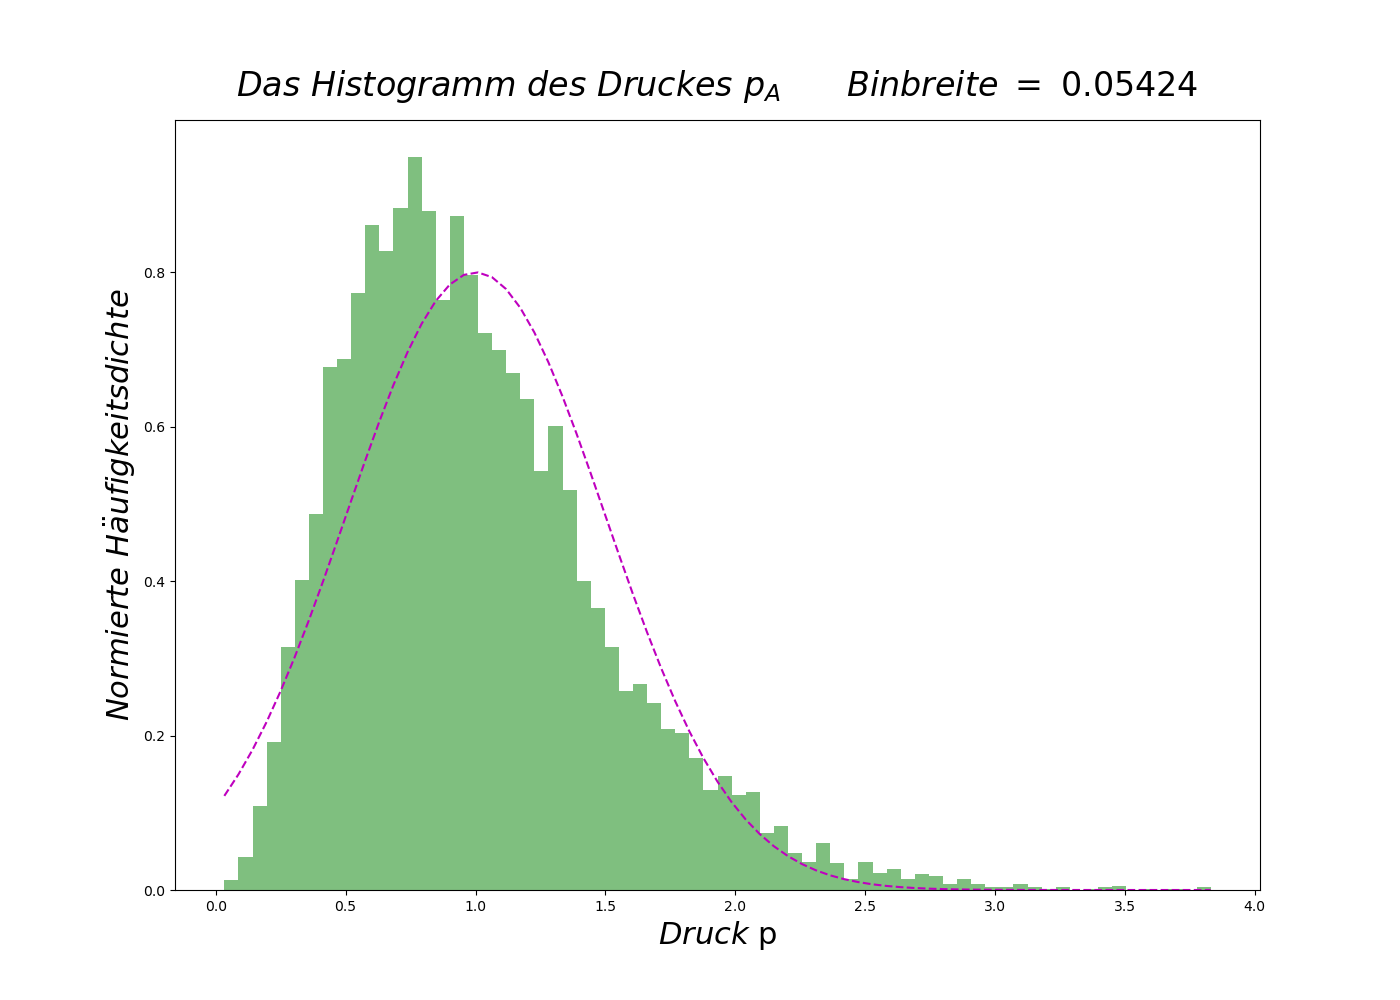 Das Histogramm des Druckes p_A Binbreite = 0.05424
Normierte Häufigkeitsdichte
0.8
0.6
0.4
0.2
0.0
0.0 0.5 1.0 1.5 2.0 2.5 3.0 3.5 4.0
Druck p